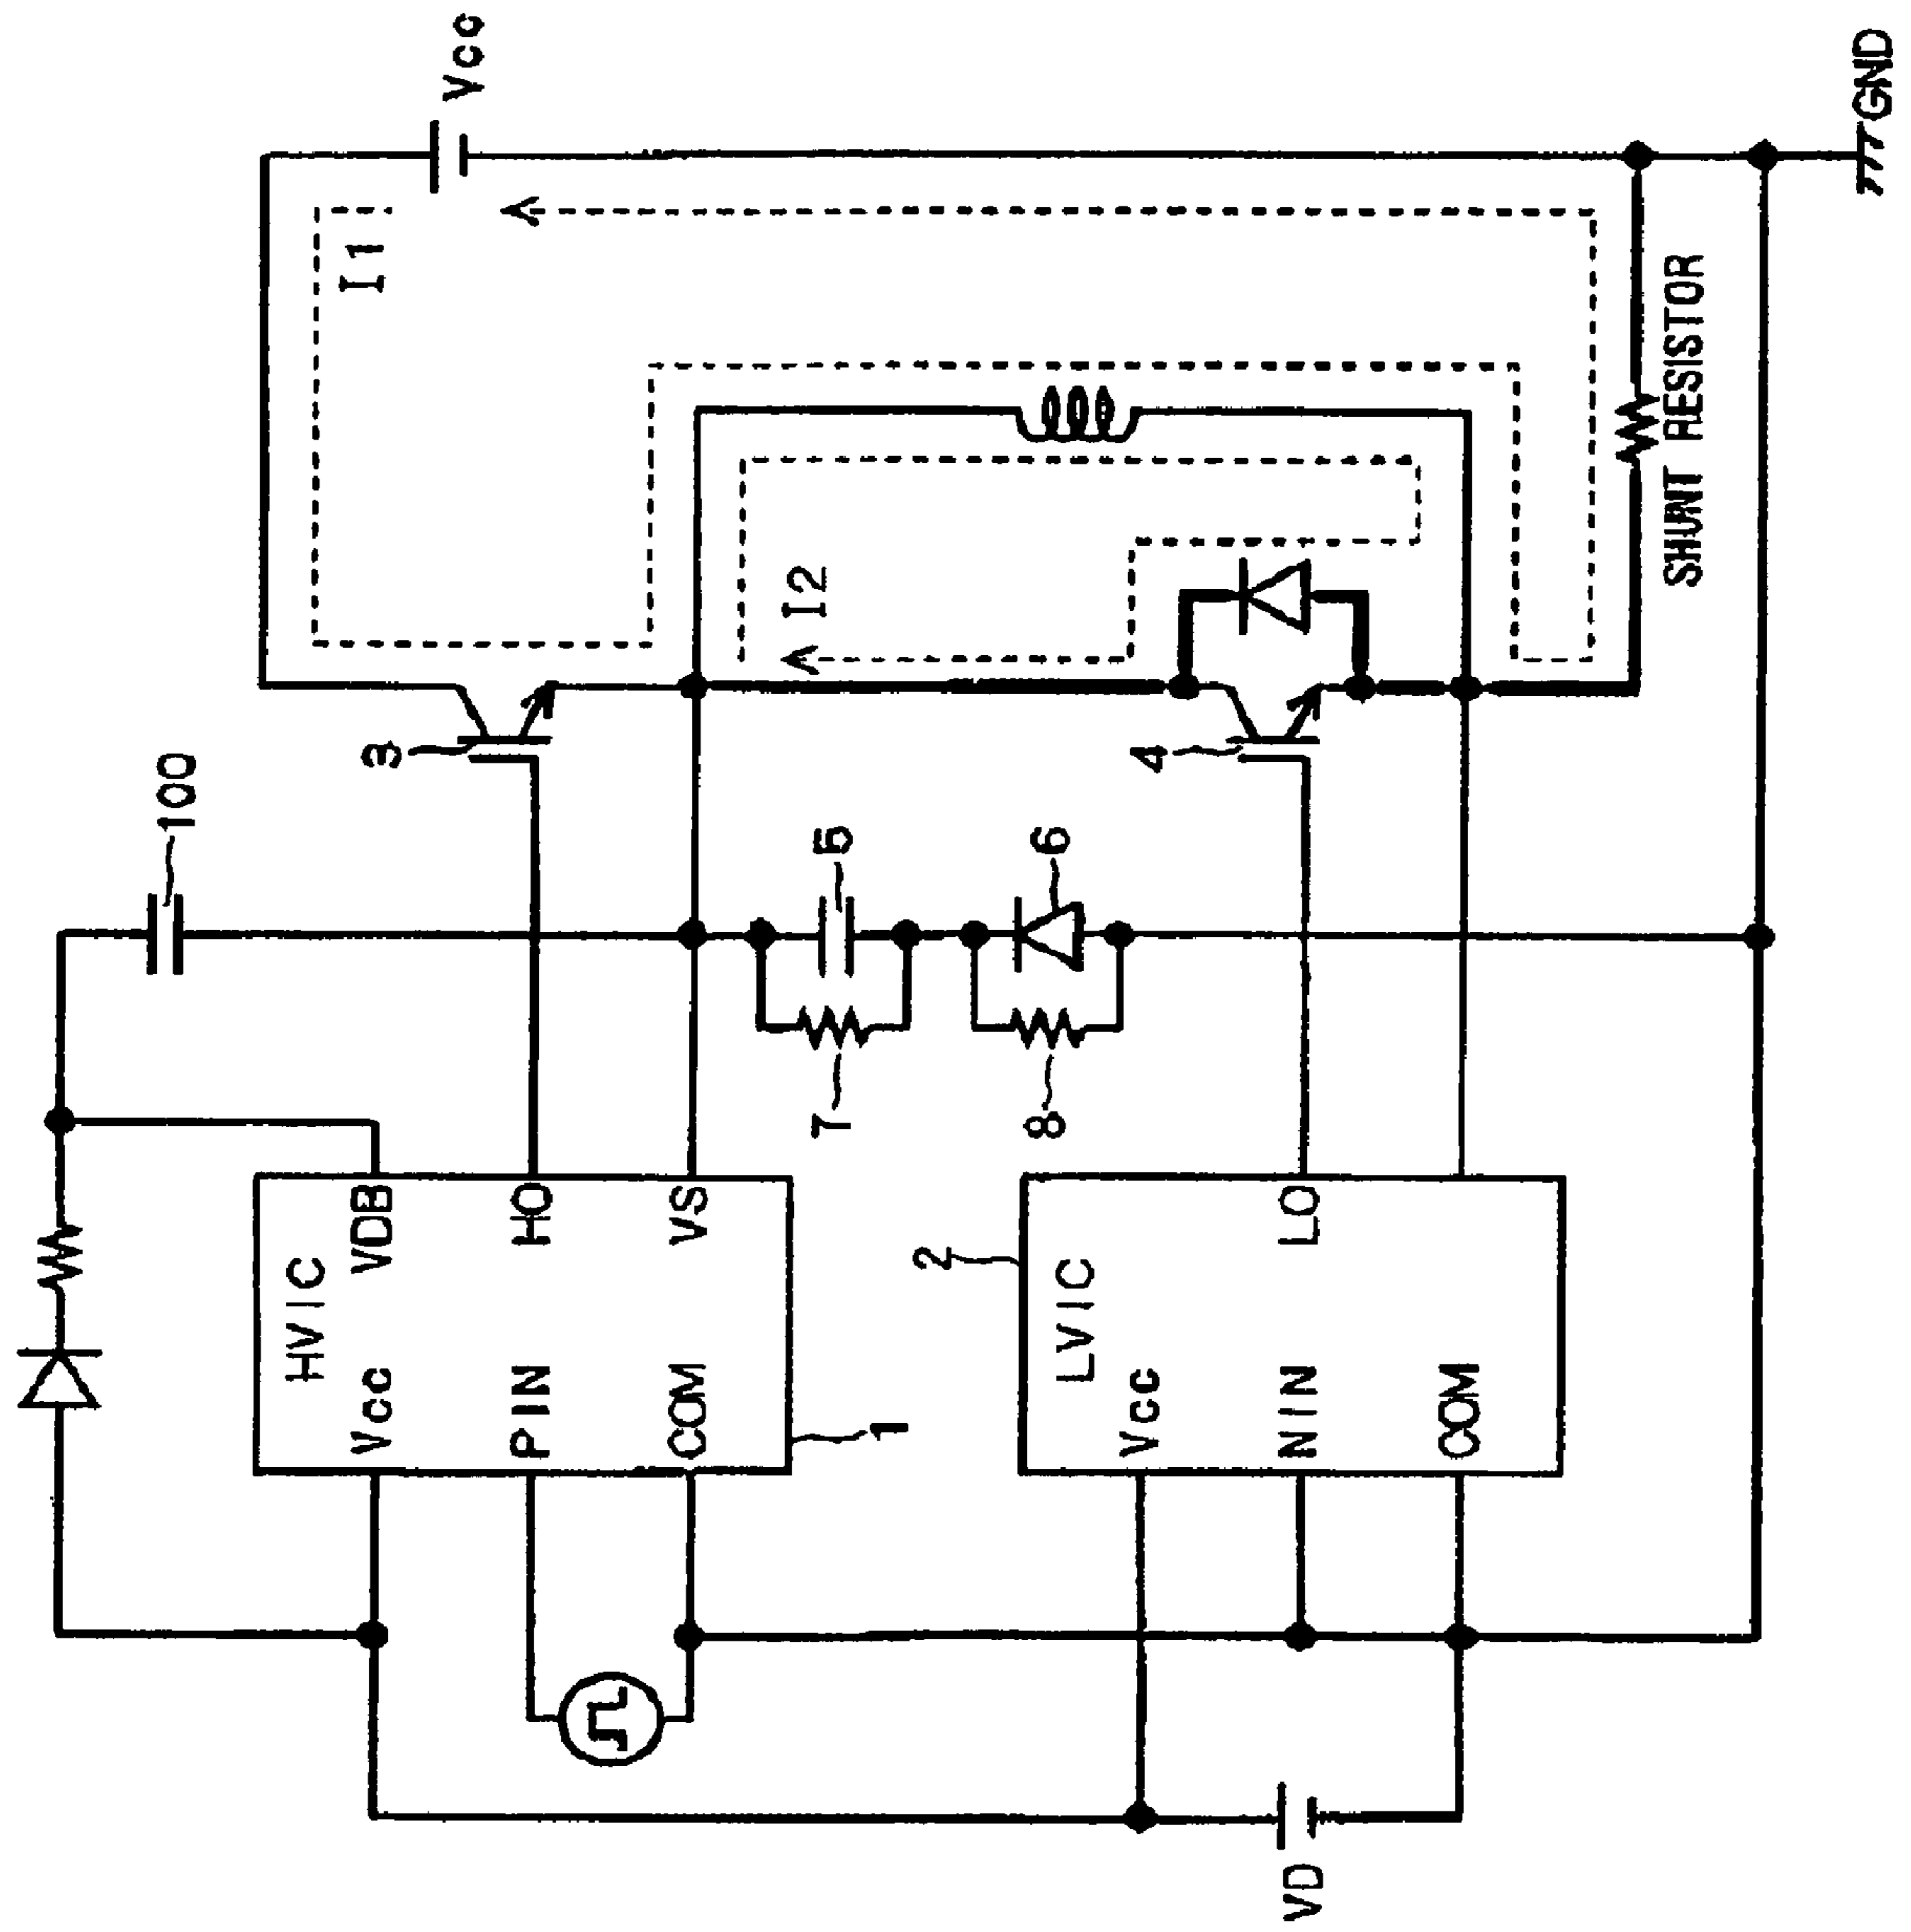 Vcc
GND
I1
SHUNT RESISTOR
I2
3
4
100
5
6
7
8
HVIC
VDB
HO
VS
Vcc
PIN
COM
1
2
LVIC
LO
Vcc
NIN
COM
VD